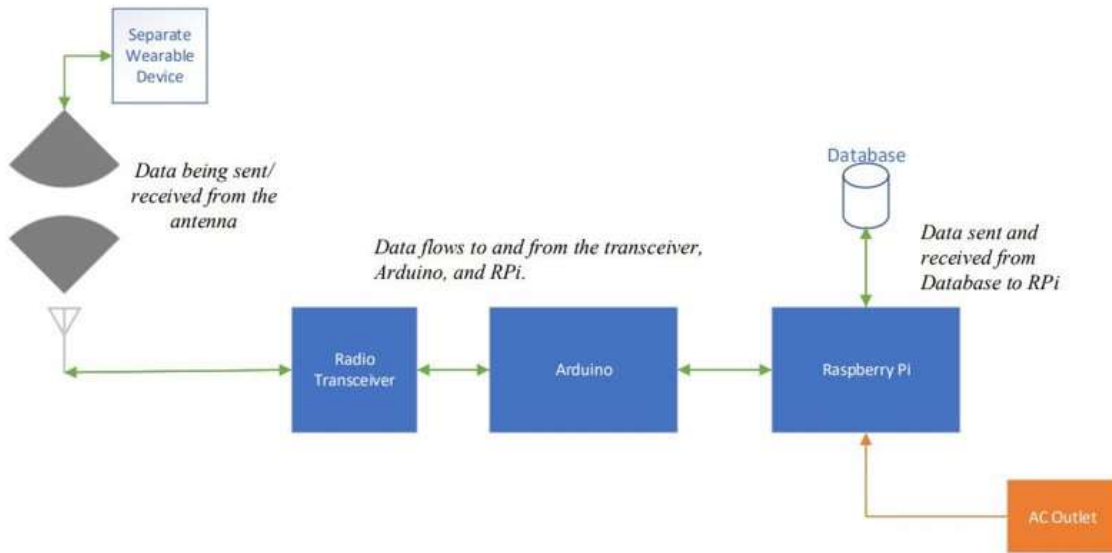 Separate
Wearable
Device
Data being sent/
received from the
antenna
Database
Data flows to and from the transceiver,
Arduino, and RPi.
Data sent and
received from
Database to RPi
Radio
Transceiver
Arduino
Raspberry Pi
AC Outlet